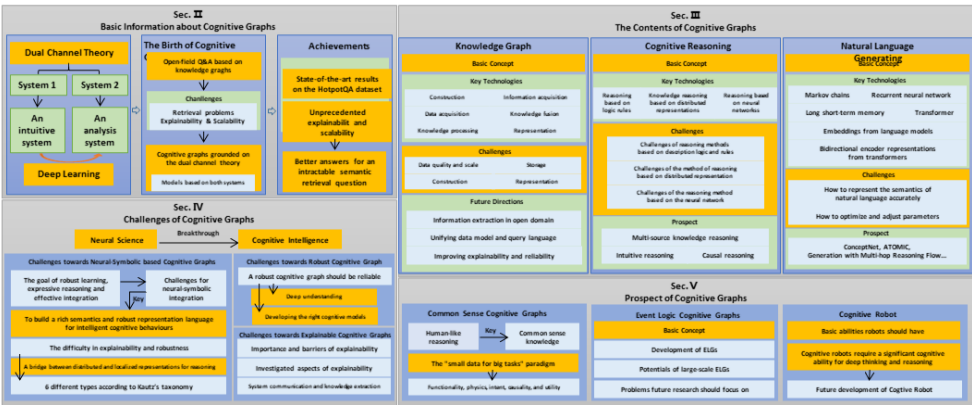 Sec. II
Basic Information about Cognitive Graphs
Dual Channel Theory
System 1
System 2
An
intuitive
system
An
analysis
system
Deep Learning
The Birth of Cognitive
Open-field Q&A based on
knowledge graphs
Challenges
Retrieval problems
Explainability & Scalability
Cognitive graphs grounded on
the dual channel theory
Models based on both systems
Achievements
State-of-the-art results
on the HotpotQA dataset
Unprecedented
explainabilit and
scalability
Better answers for an
intractable semantic
retrieval question
Sec. III
The Contents of Cognitive Graphs
Knowledge Graph
Basic Concept
Key Technologies
Construction
Information acquisition
Data acquisition
Knowledge fusion
Knowledge processing
Representation
Challenges
Data quality and scale
Storage
Construction
Representation
Future Directions
Information extraction in open domain
Unifying data model and query language
Improving explainability and reliability
Cognitive Reasoning
Basic Concept
Key Technologies
Reasoning
based on
logic rules
Knowledge reasoning
based on distributed
representations
Reasoning based
on neural
networkss
Challenges
Challenges of reasoning methods
based on description logic and rules
Challenges of the method of reasoning
based on distributed representation
Challenges of the reasoning method
based on the neural network
Prospect
Multi-source knowledge reasoning
Intuitive reasoning
Causal reasoning
Natural Language
Generating
Basic Concept
Key Technologies
Markov chains
Recurrent neural network
Long short-term memory
Transformer
Embeddings from language models
Bidirectional encoder representations
from transformers
Challenges
How to represent the semantics of
natural language accurately
How to optimize and adjust parameters
Prospect
ConceptNet, ATOMIC,
Generation with Multi-hop Reasoning Flow...
Sec. IV
Challenges of Cognitive Graphs
Neural Science
Breakthrough
Cognitive Intelligence
Challenges towards Neural-Symbolic based Cognitive Graphs
The goal of robust learning,
expressive reasoning and
effective integration
Key
Challenges for
neural-symbolic
integration
To build a rich semantics and robust representation language
for intelligent cognitive behaviours
The difficulty in explainability and robustness
A bridge between distributed and localised representations for reasoning
6 different types according to Kautz's taxonomy
Challenges towards Robust Cognitive Graph
A robust cognitive graph should be reliable
Deep understanding
Developing the right cognitive models
Challenges towards Explainable Cognitive Graphs
Importance and barriers of explainability
Investigated aspects of explainability
System communication and knowledge extraction
Sec. V
Prospect of Cognitive Graphs
Common Sense Cognitive Graphs
Human-like
reasoning
Key
Common sense
knowledge
The "small data for big tasks" paradigm
Functionality, physics, intent, causality, and utility
Event Logic Cognitive Graphs
Basic Concept
Development of ELGs
Potentials of large-scale ELGs
Problems future research should focus on
Cognitive Robot
Basic abilities robots should have
Cognitive robots require a significant cognitive
ability for deep thinking and reasoning
Future development of Cogtive Robot